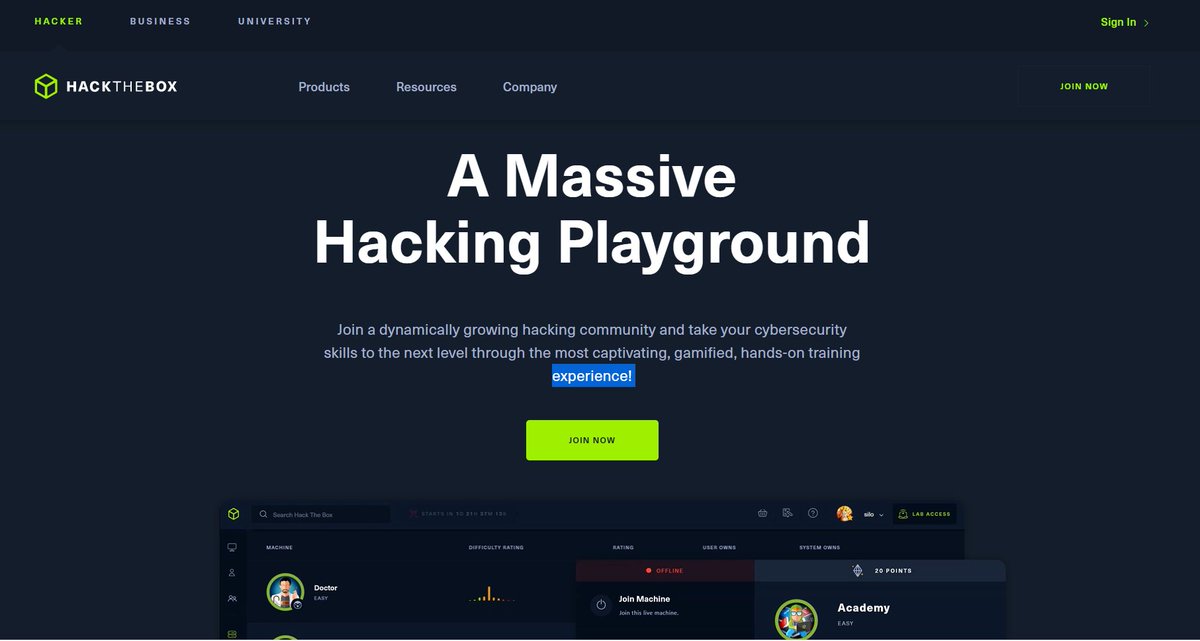 HACKER BUSINESS UNIVERSITY Sign In
HACKTHEBOX Products Resources Company JOIN NOW
A Massive
Hacking Playground
Join a dynamically growing hacking community and take your cybersecurity
skills to the next level through the most captivating, gamified, hands-on training
experience!
JOIN NOW
Search Hack The Box STARTS IN 1D 21H 37M 13S silo LAB ACCESS
MACHINE DIFFICULTY RATING RATING USER OWNS SYSTEM OWNS
OFFLINE 20 POINTS
Doctor
EASY
Join Machine
Join this live machine.
Academy
EASY